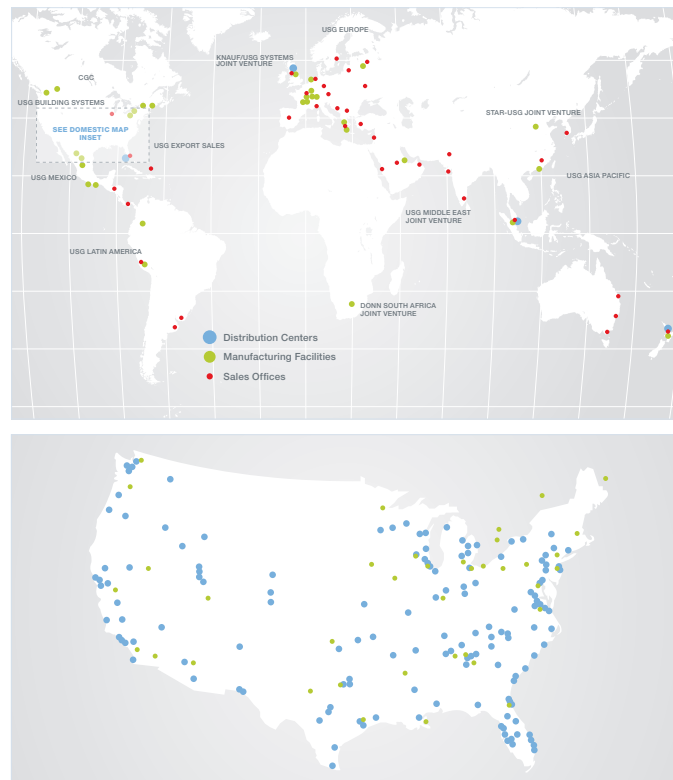 USG EUROPE
KNAUF/USG SYSTEMS
JOINT VENTURE
CGC
USG BUILDING SYSTEMS
STAR-USG JOINT VENTURE
SEE DOMESTIC MAP
INSET
USG EXPORT SALES
USG MEXICO
USG ASIA PACIFIC
USG MIDDLE EAST
JOINT VENTURE
USG LATIN AMERICA
DONN SOUTH AFRICA
JOINT VENTURE
Distribution Centers
Manufacturing Facilities
Sales Offices